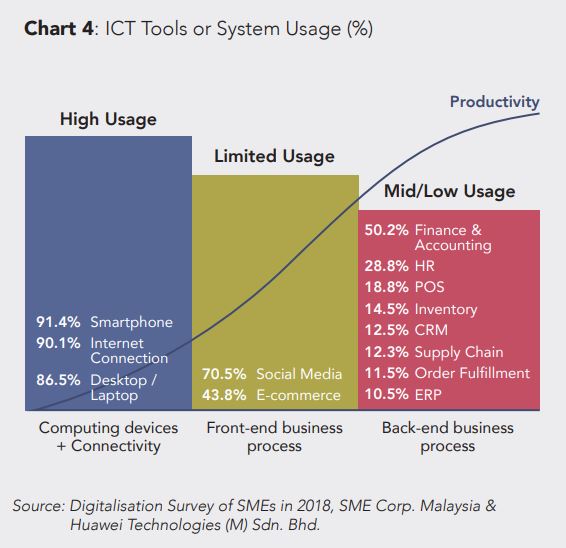 Chart 4: ICT Tools or System Usage (%)
Productivity
High Usage
Limited Usage
Mid/Low Usage
91.4% Smartphone
90.1% Internet
Connection
86.5% Desktop /
Laptop
70.5% Social Media
43.8% E-commerce
50.2% Finance &
Accounting
28.8% HR
18.8% POS
14.5% Inventory
12.5% CRM
12.3% Supply Chain
11.5% Order Fulfillment
10.5% ERP
Computing devices
+ Connectivity
Front-end business
process
Back-end business
process
Source: Digitalisation Survey of SMEs in 2018, SME Corp. Malaysia &
Huawei Technologies (M) Sdn. Bhd.